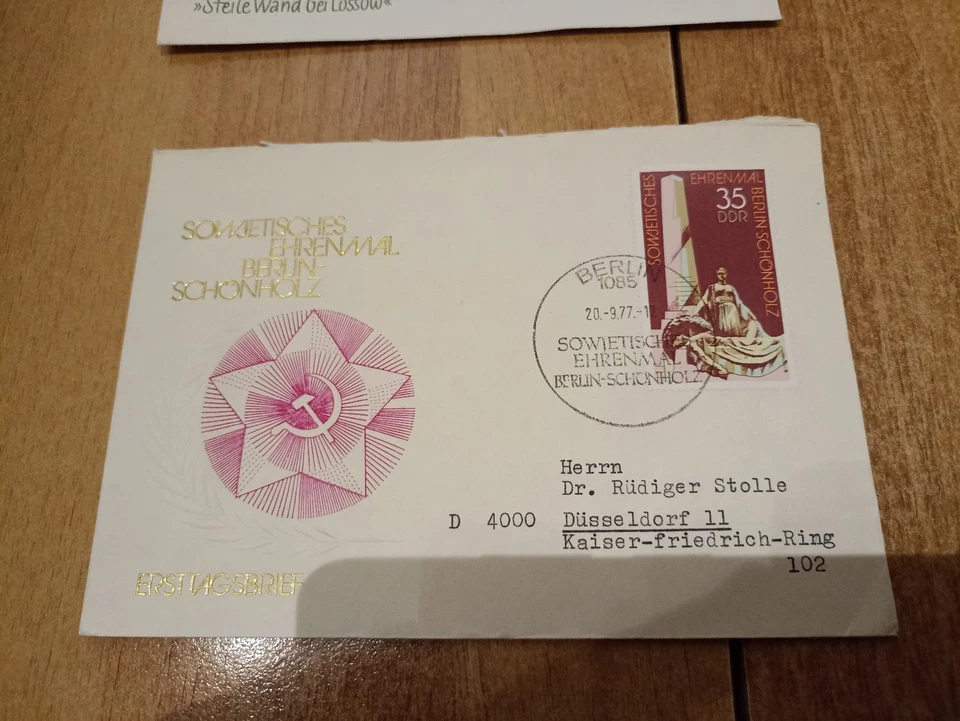 »Steile Wand bei Lossow«
SOWJETISCHES
EHRENMAL
BERLIN-
SCHÖNHOLZ
ERSTTAGSBRIEF
SOWJETISCHES
EHRENMAL
BERLIN-SCHÖNHOLZ
35
DDR
BERLIN
1085
20.-9.77.-12
SOWJETISCHES
EHRENMAL
BERLIN-SCHÖNHOLZ
Herrn
Dr. Rüdiger Stolle
D 4000 Düsseldorf 11
Kaiser-friedrich-Ring
102